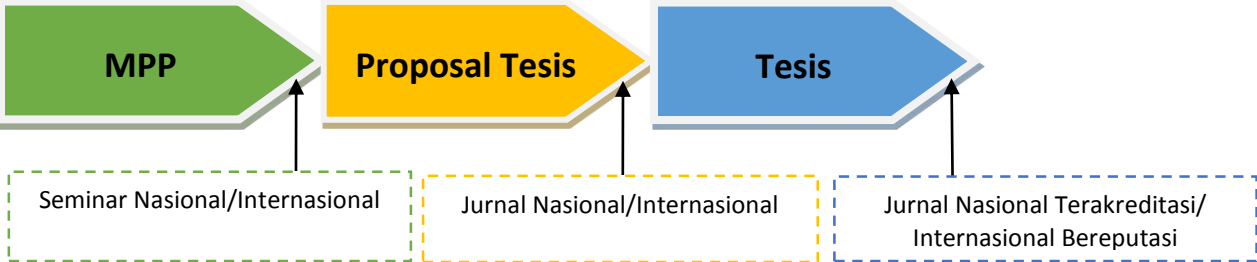 MPP
Proposal Tesis
Tesis
Seminar Nasional/Internasional
Jurnal Nasional/Internasional
Jurnal Nasional Terakreditasi/
Internasional Bereputasi